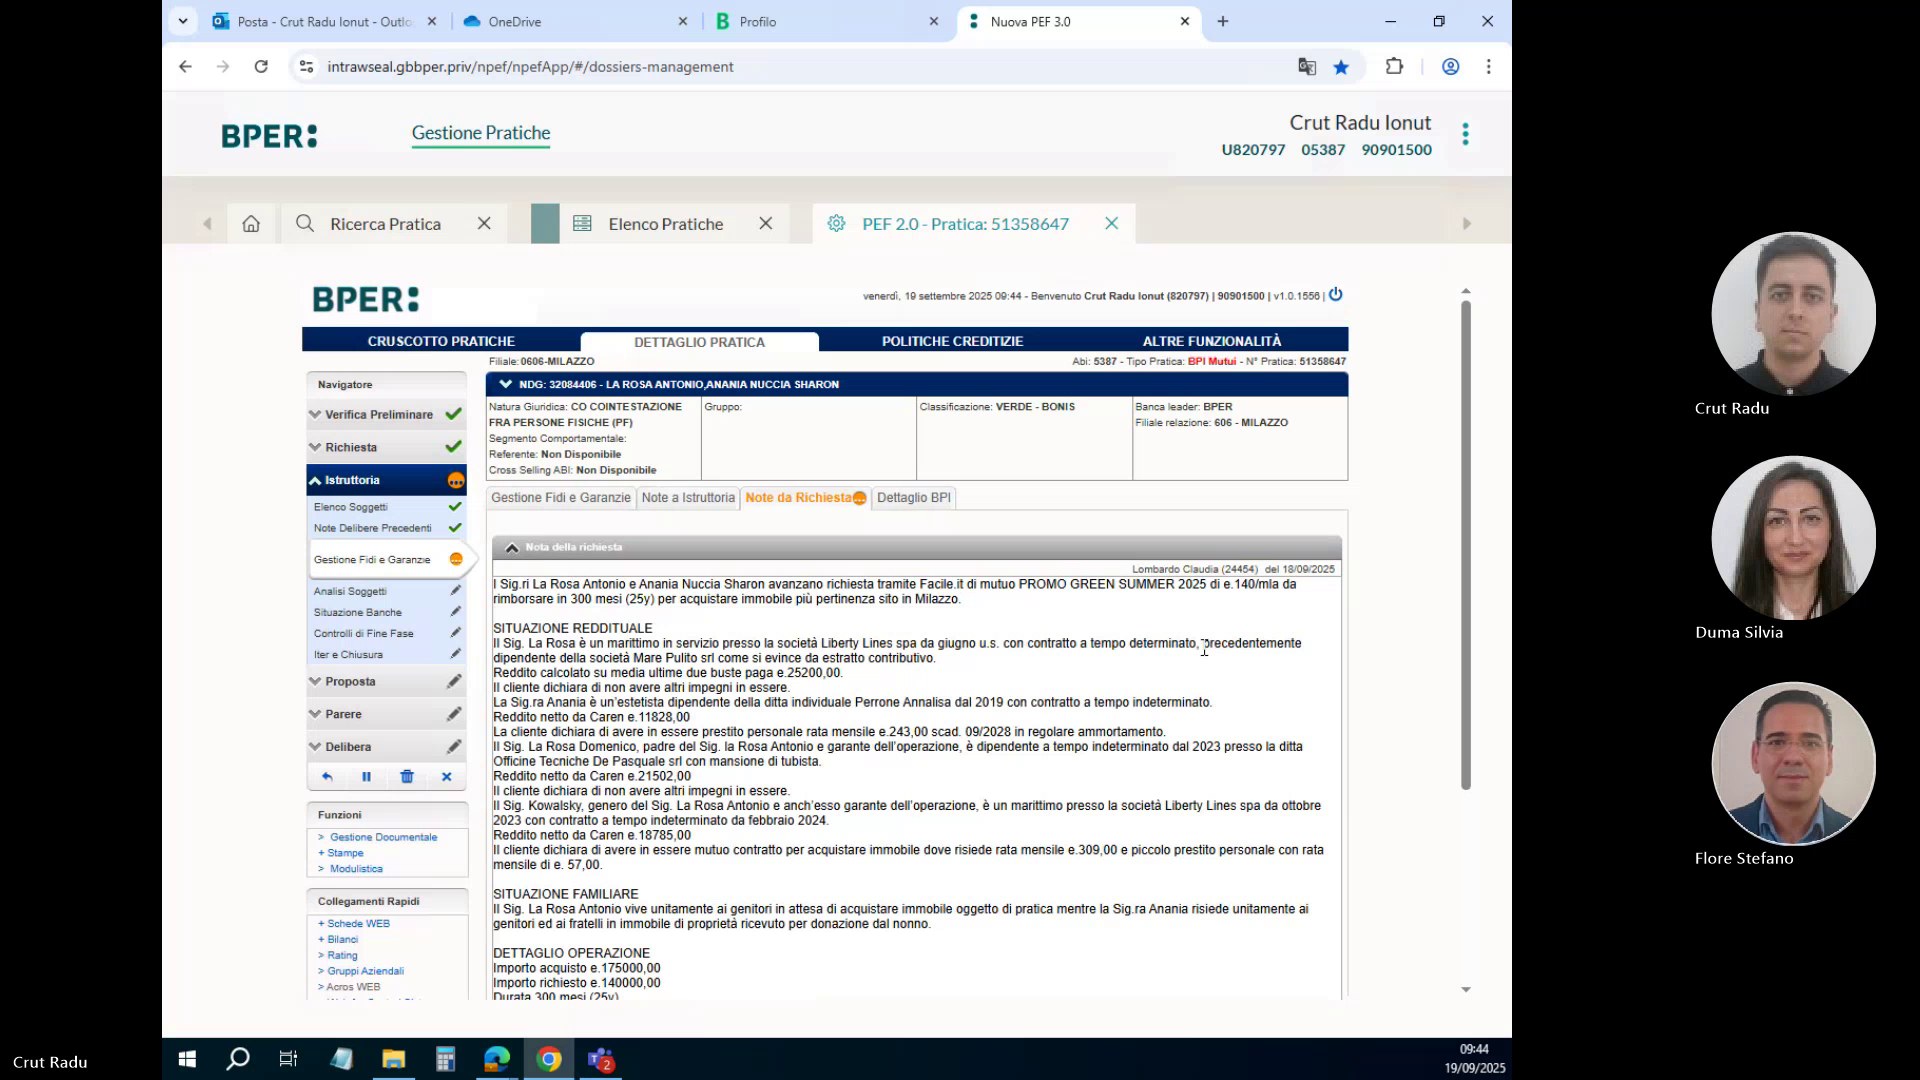 Posta - Crut Radu Ionut - Outlo
OneDrive
Profilo
Nuova PEF 3.0
intrawseal.gbbper.priv/npef/npefApp/#/dossiers-management
BPER:
Gestione Pratiche
Crut Radu Ionut
U820797 05387 90901500
Ricerca Pratica
Elenco Pratiche
PEF 2.0 - Pratica: 51358647
BPER:
venerdì, 19 settembre 2025 09:44 - Benvenuto Crut Radu Ionut (820797) | 90901500 | v1.0.1556 |
CRUSCOTTO PRATICHE
DETTAGLIO PRATICA
POLITICHE CREDITIZIE
ALTRE FUNZIONALITÀ
Filiale: 0606-MILAZZO
Abi: 5387 - Tipo Pratica: BPI Mutui - N° Pratica: 51358647
Navigatore
Verifica Preliminare
Richiesta
Istruttoria
Elenco Soggetti
Note Delibere Precedenti
Gestione Fidi e Garanzie
Analisi Soggetti
Situazione Banche
Controlli di Fine Fase
Iter e Chiusura
Proposta
Parere
Delibera
Funzioni
> Gestione Documentale
+ Stampe
> Modulistica
Collegamenti Rapidi
+ Schede WEB
+ Bilanci
> Rating
> Gruppi Aziendali
> Acros WEB
NDG: 32084406 - LA ROSA ANTONIO,ANANIA NUCCIA SHARON
Natura Giuridica: CO COINTESTAZIONE
FRA PERSONE FISICHE (PF)
Segmento Comportamentale:
Referente: Non Disponibile
Cross Selling ABI: Non Disponibile
Gruppo:
Classificazione: VERDE - BONIS
Banca leader: BPER
Filiale relazione: 606 - MILAZZO
Gestione Fidi e Garanzie
Note a Istruttoria
Note da Richiesta
Dettaglio BPI
Nota della richiesta
Lombardo Claudia (24454) del 18/09/2025
I Sig.ri La Rosa Antonio e Anania Nuccia Sharon avanzano richiesta tramite Facile.it di mutuo PROMO GREEN SUMMER 2025 di e.140/mla da
rimborsare in 300 mesi (25y) per acquistare immobile più pertinenza sito in Milazzo.
SITUAZIONE REDDITUALE
Il Sig. La Rosa è un marittimo in servizio presso la società Liberty Lines spa da giugno u.s. con contratto a tempo determinato, precedentemente
dipendente della società Mare Pulito srl come si evince da estratto contributivo.
Reddito calcolato su media ultime due buste paga e.25200,00.
Il cliente dichiara di non avere altri impegni in essere.
La Sig.ra Anania è un'estetista dipendente della ditta individuale Perrone Annalisa dal 2019 con contratto a tempo indeterminato.
Reddito netto da Caren e.11828,00
La cliente dichiara di avere in essere prestito personale rata mensile e.243,00 scad. 09/2028 in regolare ammortamento.
Il Sig. La Rosa Domenico, padre del Sig. la Rosa Antonio e garante dell'operazione, è dipendente a tempo indeterminato dal 2023 presso la ditta
Officine Tecniche De Pasquale srl con mansione di tubista.
Reddito netto da Caren e.21502,00
Il cliente dichiara di non avere altri impegni in essere.
Il Sig. Kowalsky, genero del Sig. La Rosa Antonio e anch'esso garante dell'operazione, è un marittimo presso la società Liberty Lines spa da ottobre
2023 con contratto a tempo indeterminato da febbraio 2024.
Reddito netto da Caren e.18785,00
Il cliente dichiara di avere in essere mutuo contratto per acquistare immobile dove risiede rata mensile e.309,00 e piccolo prestito personale con rata
mensile di e. 57,00.
SITUAZIONE FAMILIARE
Il Sig. La Rosa Antonio vive unitamente ai genitori in attesa di acquistare immobile oggetto di pratica mentre la Sig.ra Anania risiede unitamente ai
genitori ed ai fratelli in immobile di proprietà ricevuto per donazione dal nonno.
DETTAGLIO OPERAZIONE
Importo acquisto e.175000,00
Importo richiesto e.140000,00
Durata 300 mesi (25y)
Crut Radu
Duma Silvia
Flore Stefano
Crut Radu
2
09:44
19/09/2025